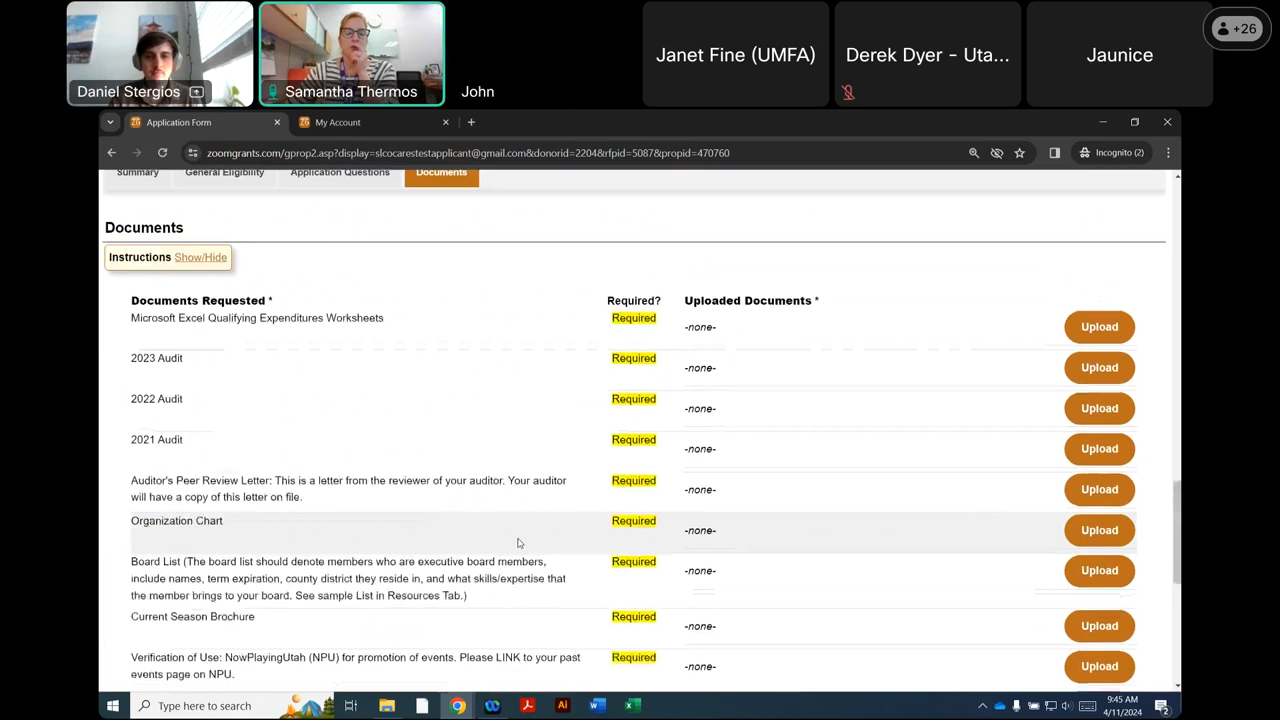 Daniel Stergios
Samantha Thermos
John
Janet Fine (UMFA)
Derek Dyer - Uta...
Jaunice
+26
ZG Application Form
ZG My Account
zoomgrants.com/gprop2.asp?display=slcocarestestapplicant@gmail.com&donorid=2204&rfpid=5087&propid=470760
Incognito (2)
Summary
General Eligibility
Application Questions
Documents
Documents
Instructions Show/Hide
Documents Requested * Required? Uploaded Documents *
Microsoft Excel Qualifying Expenditures Worksheets Required -none- Upload
2023 Audit Required -none- Upload
2022 Audit Required -none- Upload
2021 Audit Required -none- Upload
Auditor's Peer Review Letter: This is a letter from the reviewer of your auditor. Your auditor Required -none- Upload
will have a copy of this letter on file.
Organization Chart Required -none- Upload
Board List (The board list should denote members who are executive board members, Required -none- Upload
include names, term expiration, county district they reside in, and what skills/expertise that
the member brings to your board. See sample List in Resources Tab.)
Current Season Brochure Required -none- Upload
Verification of Use: NowPlayingUtah (NPU) for promotion of events. Please LINK to your past Required -none- Upload
events page on NPU.
Type here to search
Ai
9:45 AM
4/11/2024
2